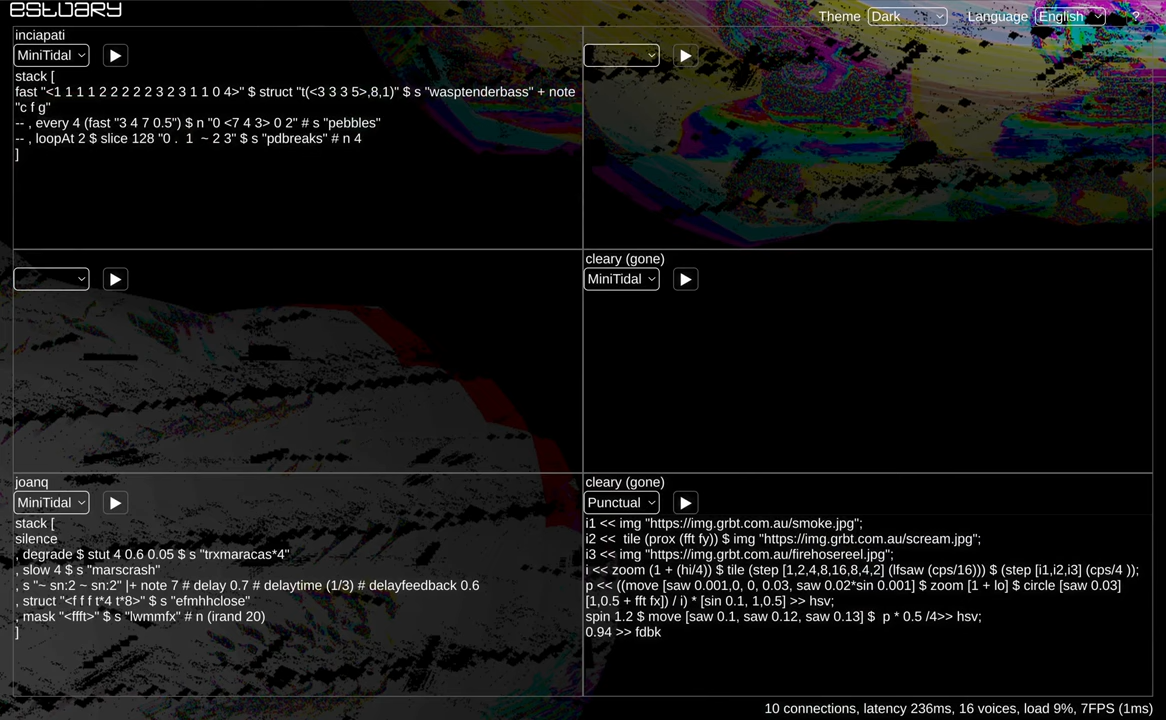 estuary
Theme Dark Language English ?
inciapati
MiniTidal
stack [
fast "<1 1 1 1 2 2 2 2 2 3 2 3 1 1 0 4>" $ struct "t(<3 3 3 5>,8,1)" $ s "wasptenderbass" + note
"c f g"
-- , every 4 (fast "3 4 7 0.5") $ n "0 <7 4 3> 0 2" # s "pebbles"
-- , loopAt 2 $ slice 128 "0 .  1  ~ 2 3" $ s "pdbreaks" # n 4
]
cleary (gone)
MiniTidal
joanq
MiniTidal
stack [
silence
, degrade $ stut 4 0.6 0.05 $ s "trxmaracas*4"
, slow 4 $ s "marscrash"
, s "~ sn:2 ~ sn:2" |+ note 7 # delay 0.7 # delaytime (1/3) # delayfeedback 0.6
, struct "<f f f t*4 t*8>" $ s "efmhhclose"
, mask "<ffft>" $ s "lwmmfx" # n (irand 20)
]
cleary (gone)
Punctual
i1 << img "https://img.grbt.com.au/smoke.jpg";
i2 <<  tile (prox (fft fy)) $ img "https://img.grbt.com.au/scream.jpg";
i3 << img "https://img.grbt.com.au/firehosereel.jpg";
i << zoom (1 + (hi/4)) $ tile (step [1,2,4,8,16,8,4,2] (lfsaw (cps/16))) $ (step [i1,i2,i3] (cps/4 ));
p << ((move [saw 0.001,0, 0, 0.03, saw 0.02*sin 0.001] $ zoom [1 + lo] $ circle [saw 0.03]
[1,0.5 + fft fx]) / i) * [sin 0.1, 1,0.5] >> hsv;
spin 1.2 $ move [saw 0.1, saw 0.12, saw 0.13] $  p * 0.5 /4>> hsv;
0.94 >> fdbk
10 connections, latency 236ms, 16 voices, load 9%, 7FPS (1ms)